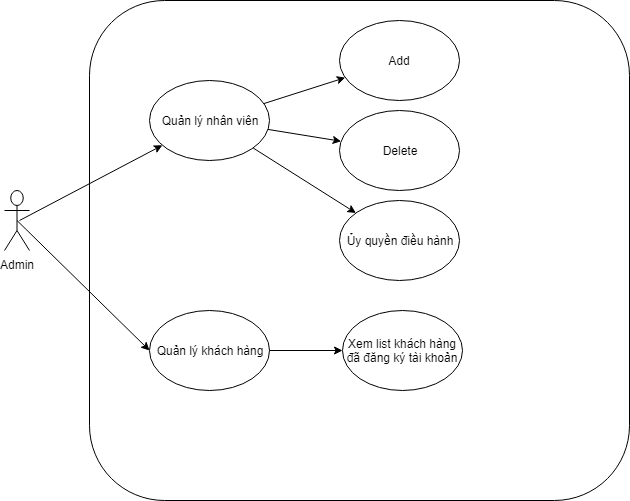 Add
Quản lý nhân viên
Delete
Ủy quyền điều hành
Admin
Quản lý khách hàng
Xem list khách hàng
đã đăng ký tài khoản